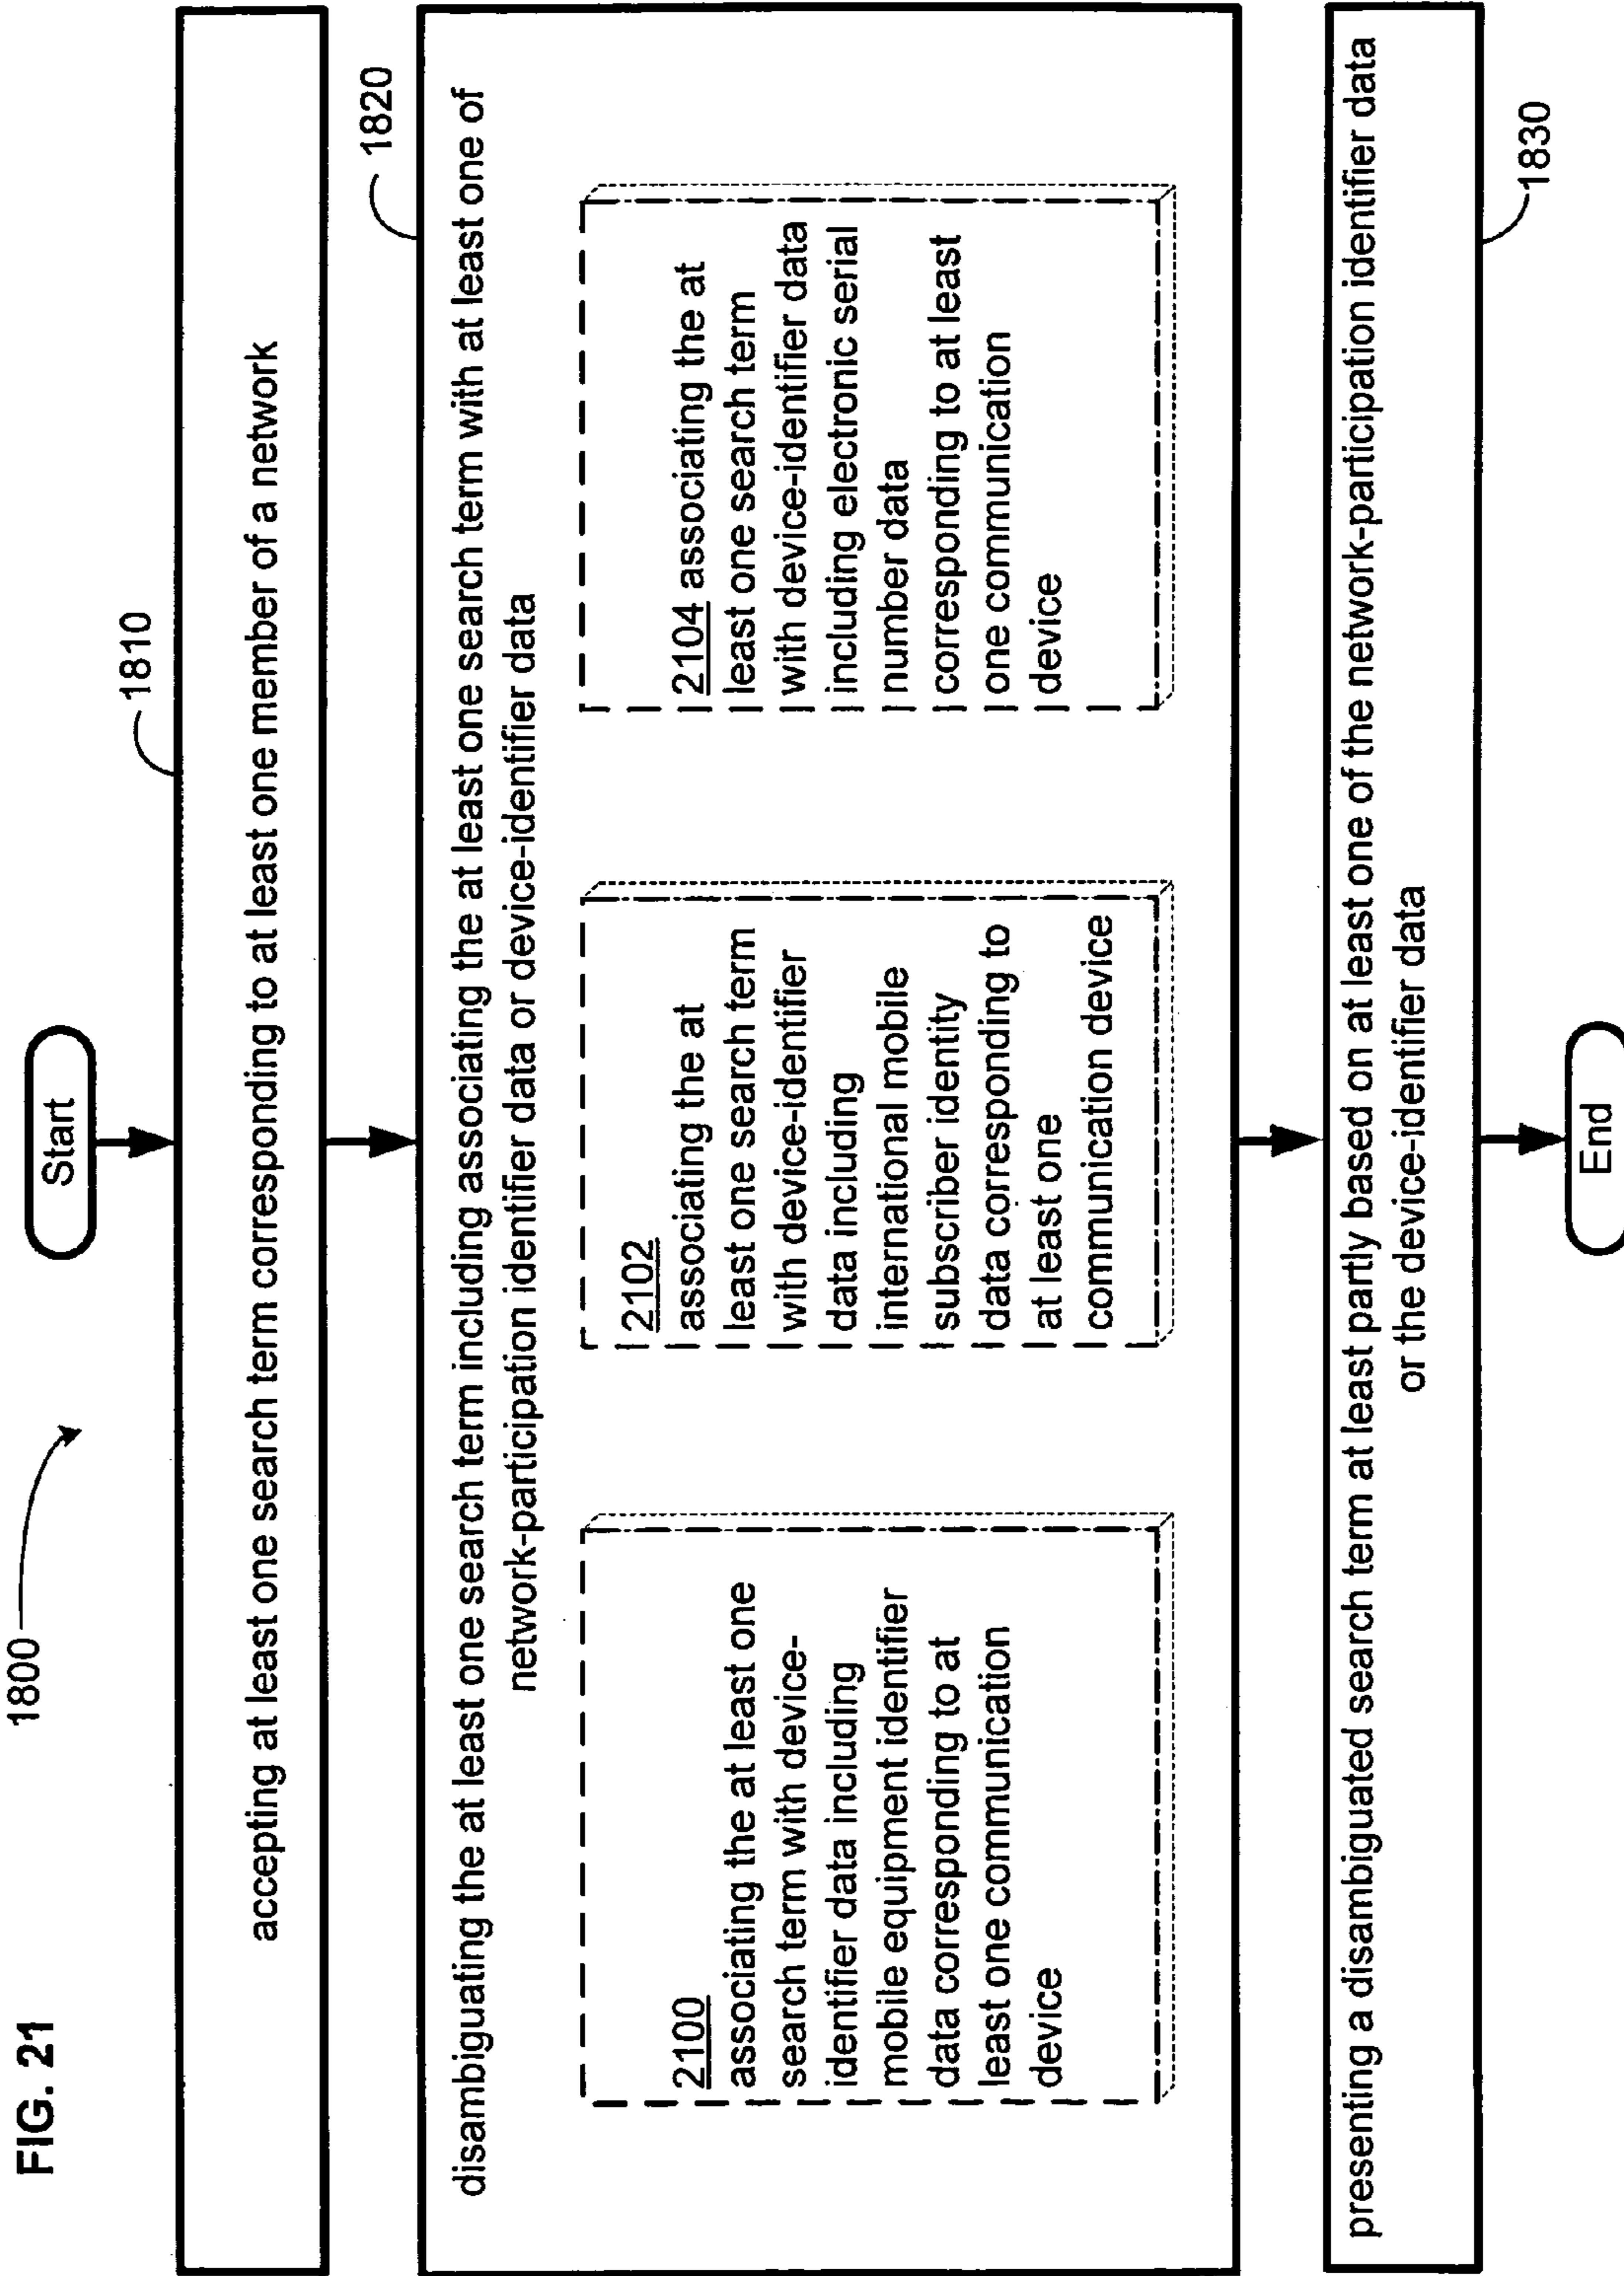 FIG. 21
1800
Start
1810
accepting at least one search term corresponding to at least one member of a network
1820
disambiguating the at least one search term including associating the at least one search term with at least one of
network-participation identifier data or device-identifier data
2100
associating the at least one
search term with device-
identifier data including
mobile equipment identifier
data corresponding to at
least one communication
device
2102
associating the at
least one search term
with device-identifier
data including
international mobile
subscriber identity
data corresponding to
at least one
communication device
2104 associating the at
least one search term
with device-identifier data
including electronic serial
number data
corresponding to at least
one communication
device
presenting a disambiguated search term at least partly based on at least one of the network-participation identifier data
or the device-identifier data
1830
End